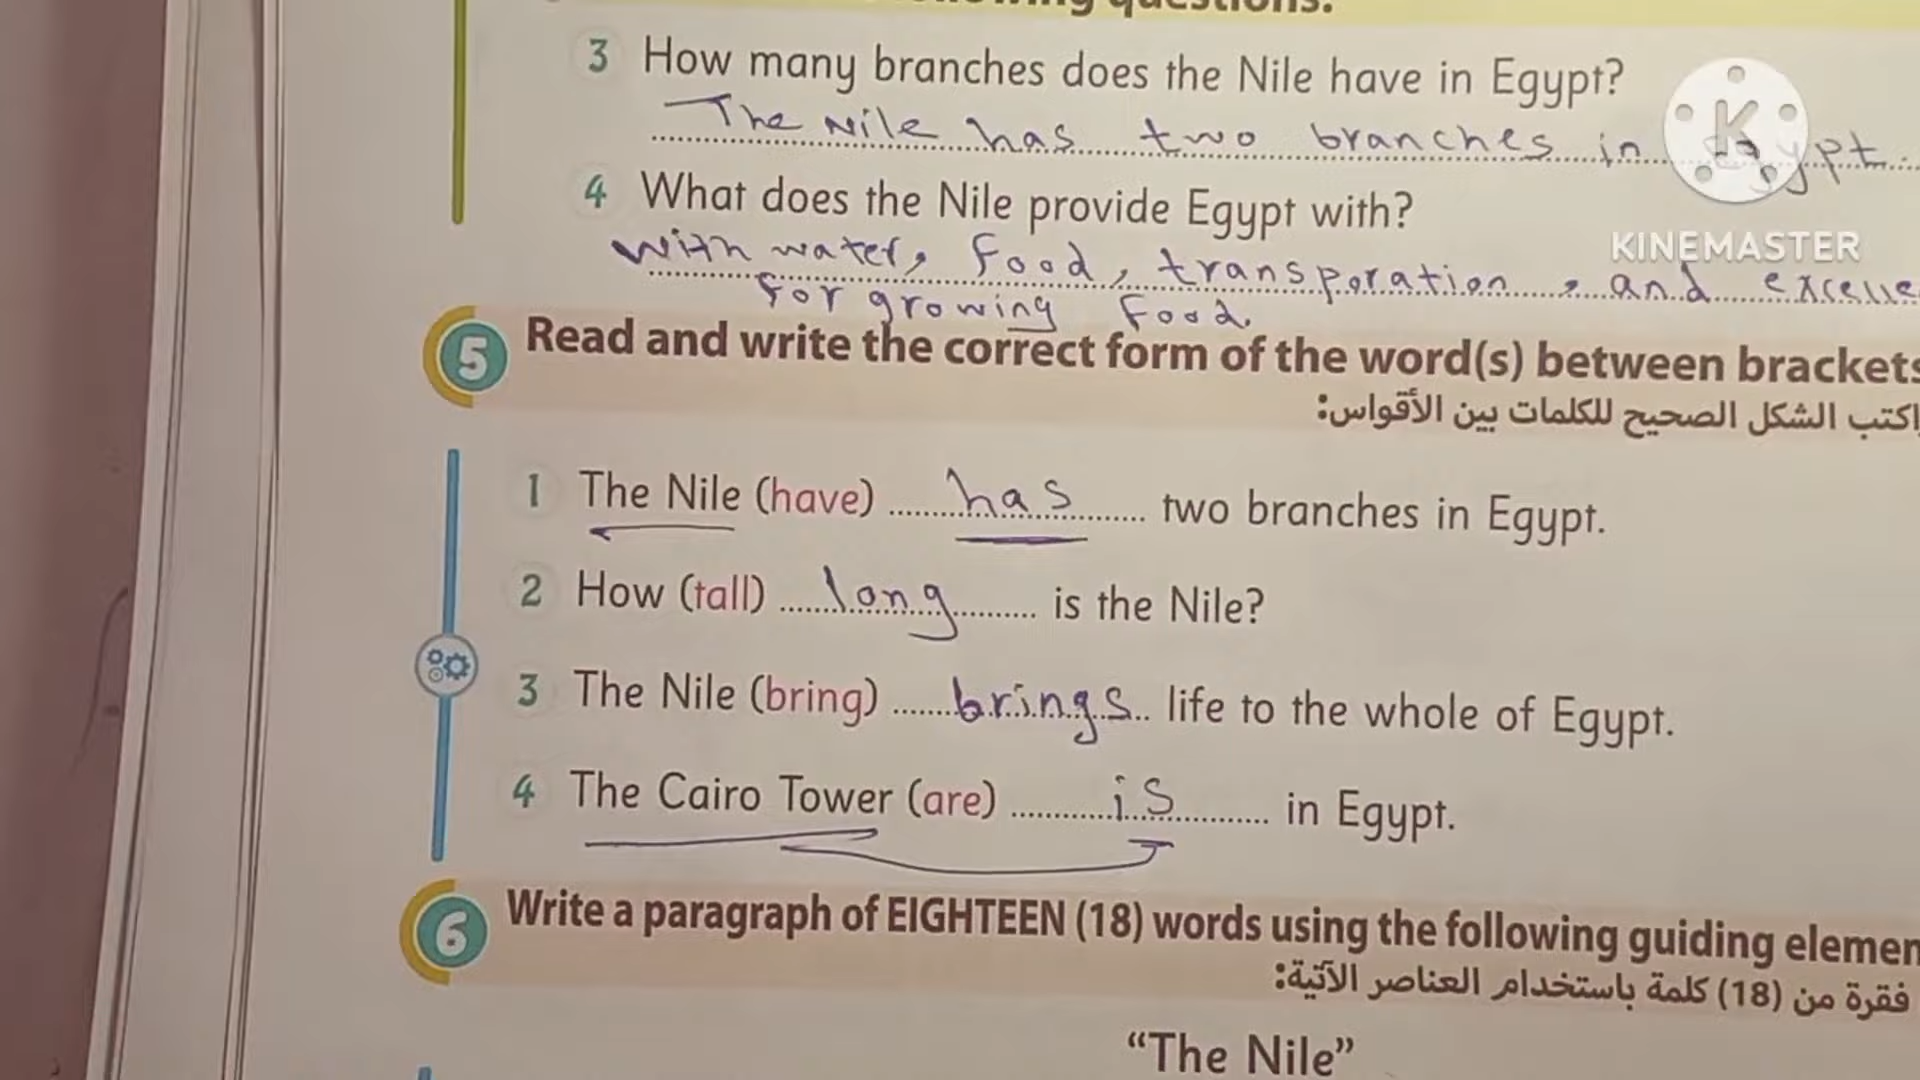 following questions.
3 How many branches does the Nile have in Egypt?
The Nile has two branches in Egypt.
KINEMASTER
4 What does the Nile provide Egypt with?
with water, food, transporation, and
for growing food.
5 Read and write the correct form of the word(s) between brackets
اكتب الشكل الصحيح للكلمات بين الأقواس:
1 The Nile (have) ......has...... two branches in Egypt.
2 How (tall) ......long...... is the Nile?
3 The Nile (bring) ......brings.. life to the whole of Egypt.
4 The Cairo Tower (are) ......is...... in Egypt.
6 Write a paragraph of EIGHTEEN (18) words using the following guiding
فقرة من (18) كلمة باستخدام العناصر الآتية:
“The Nile”